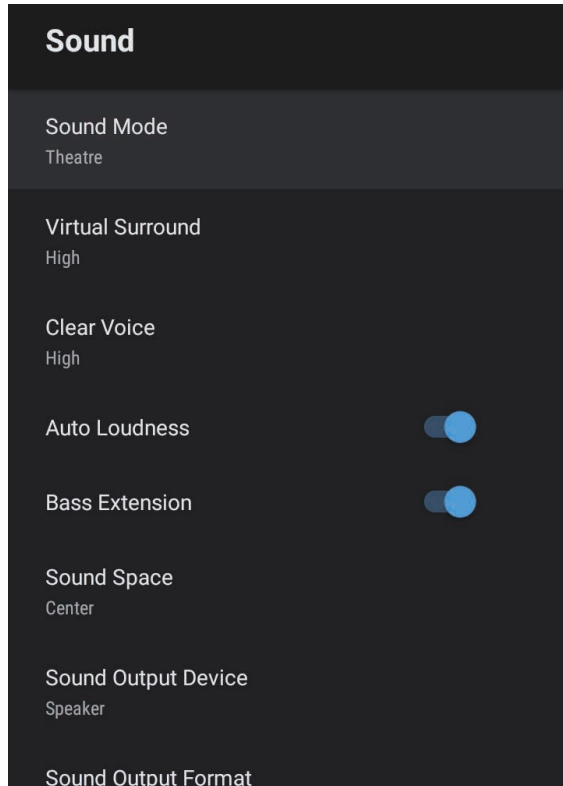 Sound
Sound Mode
Theatre
Virtual Surround
High
Clear Voice
High
Auto Loudness
Bass Extension
Sound Space
Center
Sound Output Device
Speaker
Sound Output Format